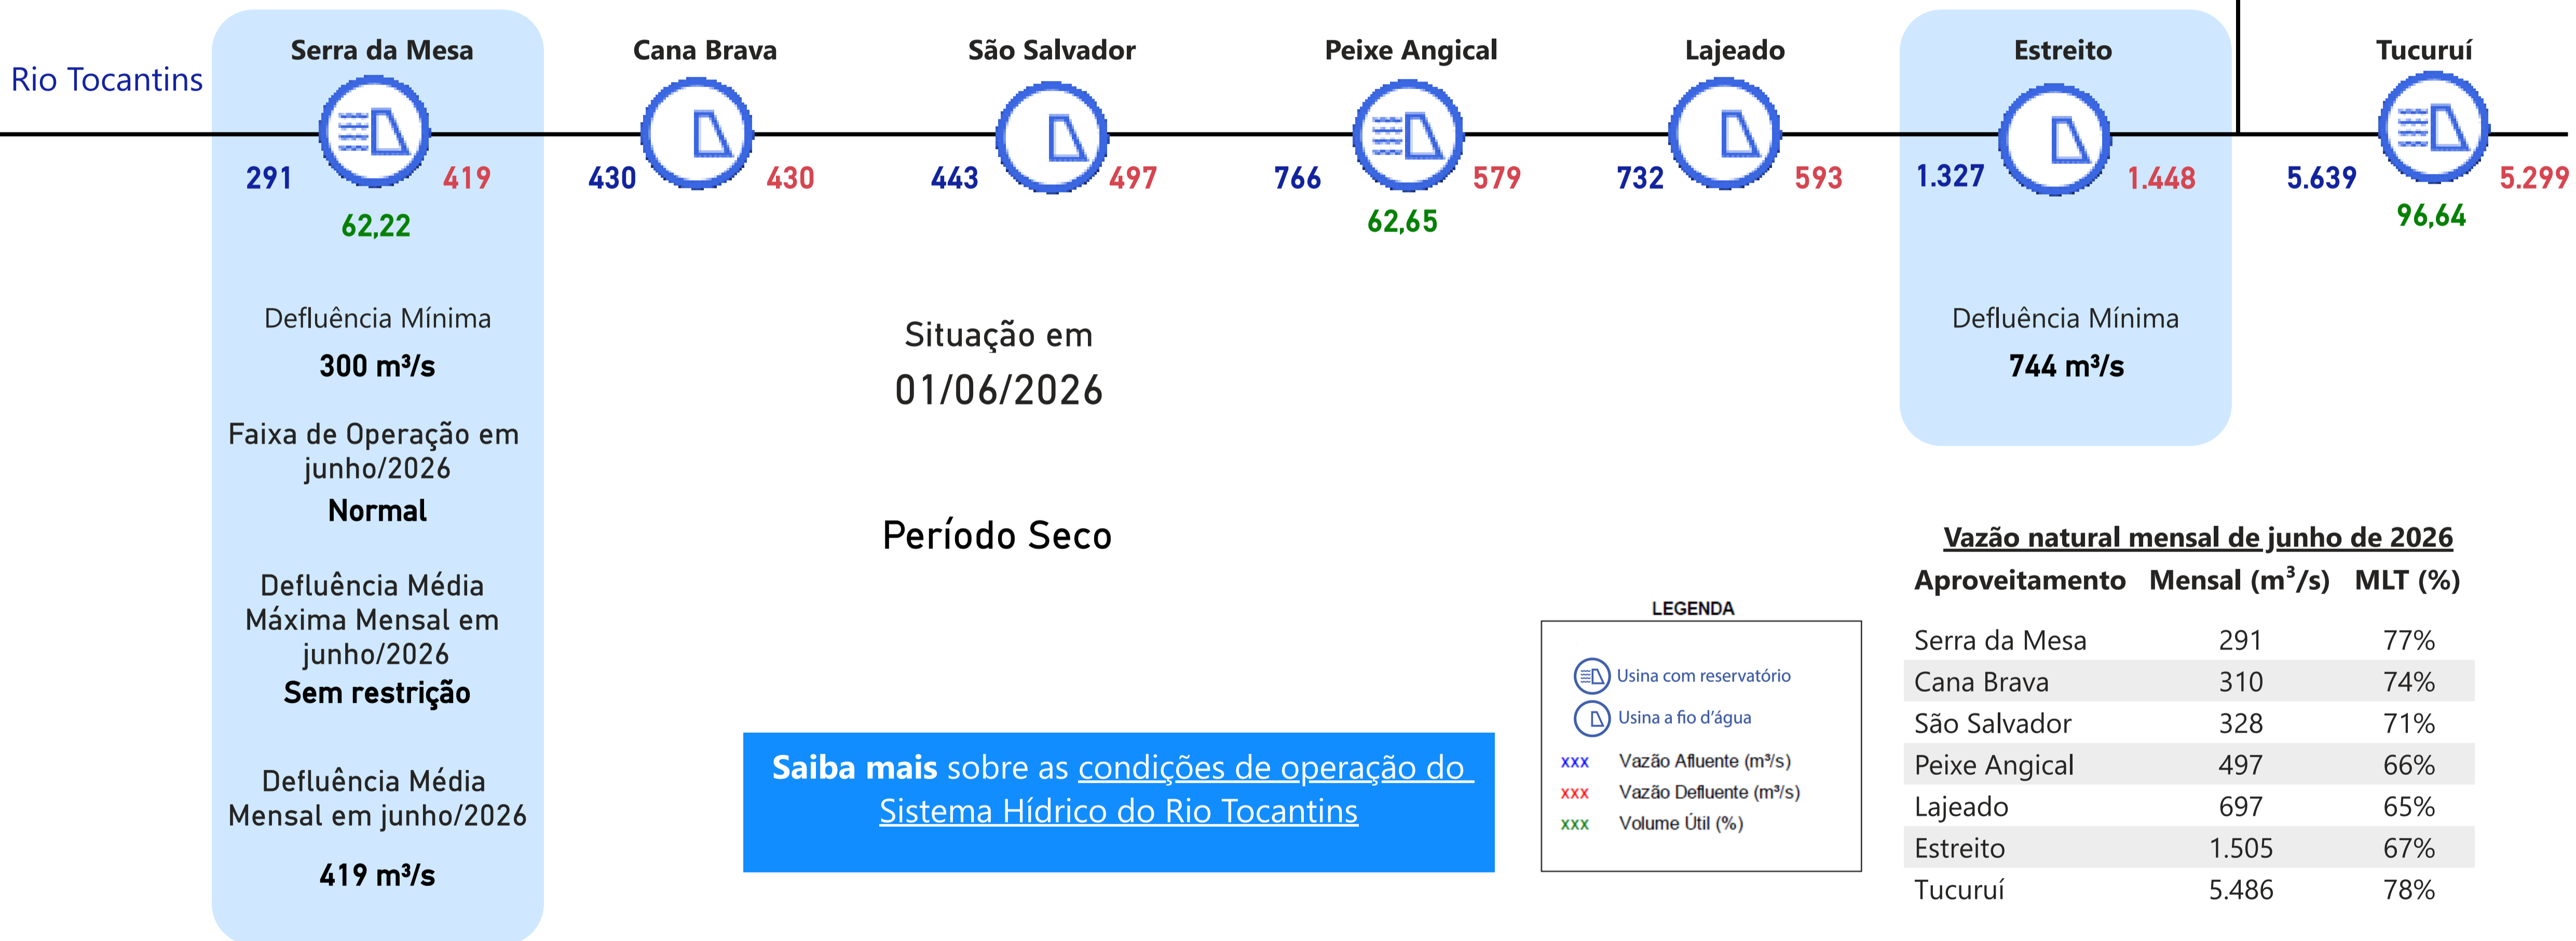 Rio Tocantins
Serra da Mesa
291
419
62,22
Cana Brava
430
430
São Salvador
443
497
Peixe Angical
766
579
62,65
Lajeado
732
593
Estreito
1.327
1.448
Tucuruí
5.639
5.299
96,64
Defluência Mínima
300 m³/s
Faixa de Operação em
junho/2026
Normal
Defluência Média
Máxima Mensal em
junho/2026
Sem restrição
Defluência Média
Mensal em junho/2026
419 m³/s
Situação em
01/06/2026
Período Seco
Defluência Mínima
744 m³/s
Saiba mais sobre as condições de operação do
Sistema Hídrico do Rio Tocantins
LEGENDA
Usina com reservatório
Usina a fio d'água
xxx Vazão Afluente (m³/s)
xxx Vazão Defluente (m³/s)
xxx Volume Útil (%)
Vazão natural mensal de junho de 2026
Aproveitamento Mensal (m³/s) MLT (%)
Serra da Mesa 291 77%
Cana Brava 310 74%
São Salvador 328 71%
Peixe Angical 497 66%
Lajeado 697 65%
Estreito 1.505 67%
Tucuruí 5.486 78%